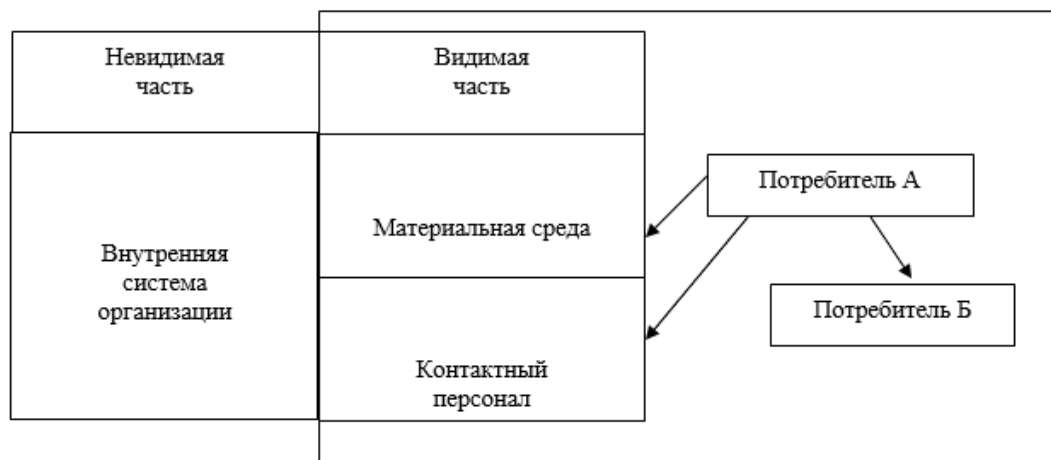 Невидимая
часть
Видимая
часть
Внутренняя
система
организации
Материальная среда
Контактный
персонал
Потребитель А
Потребитель Б